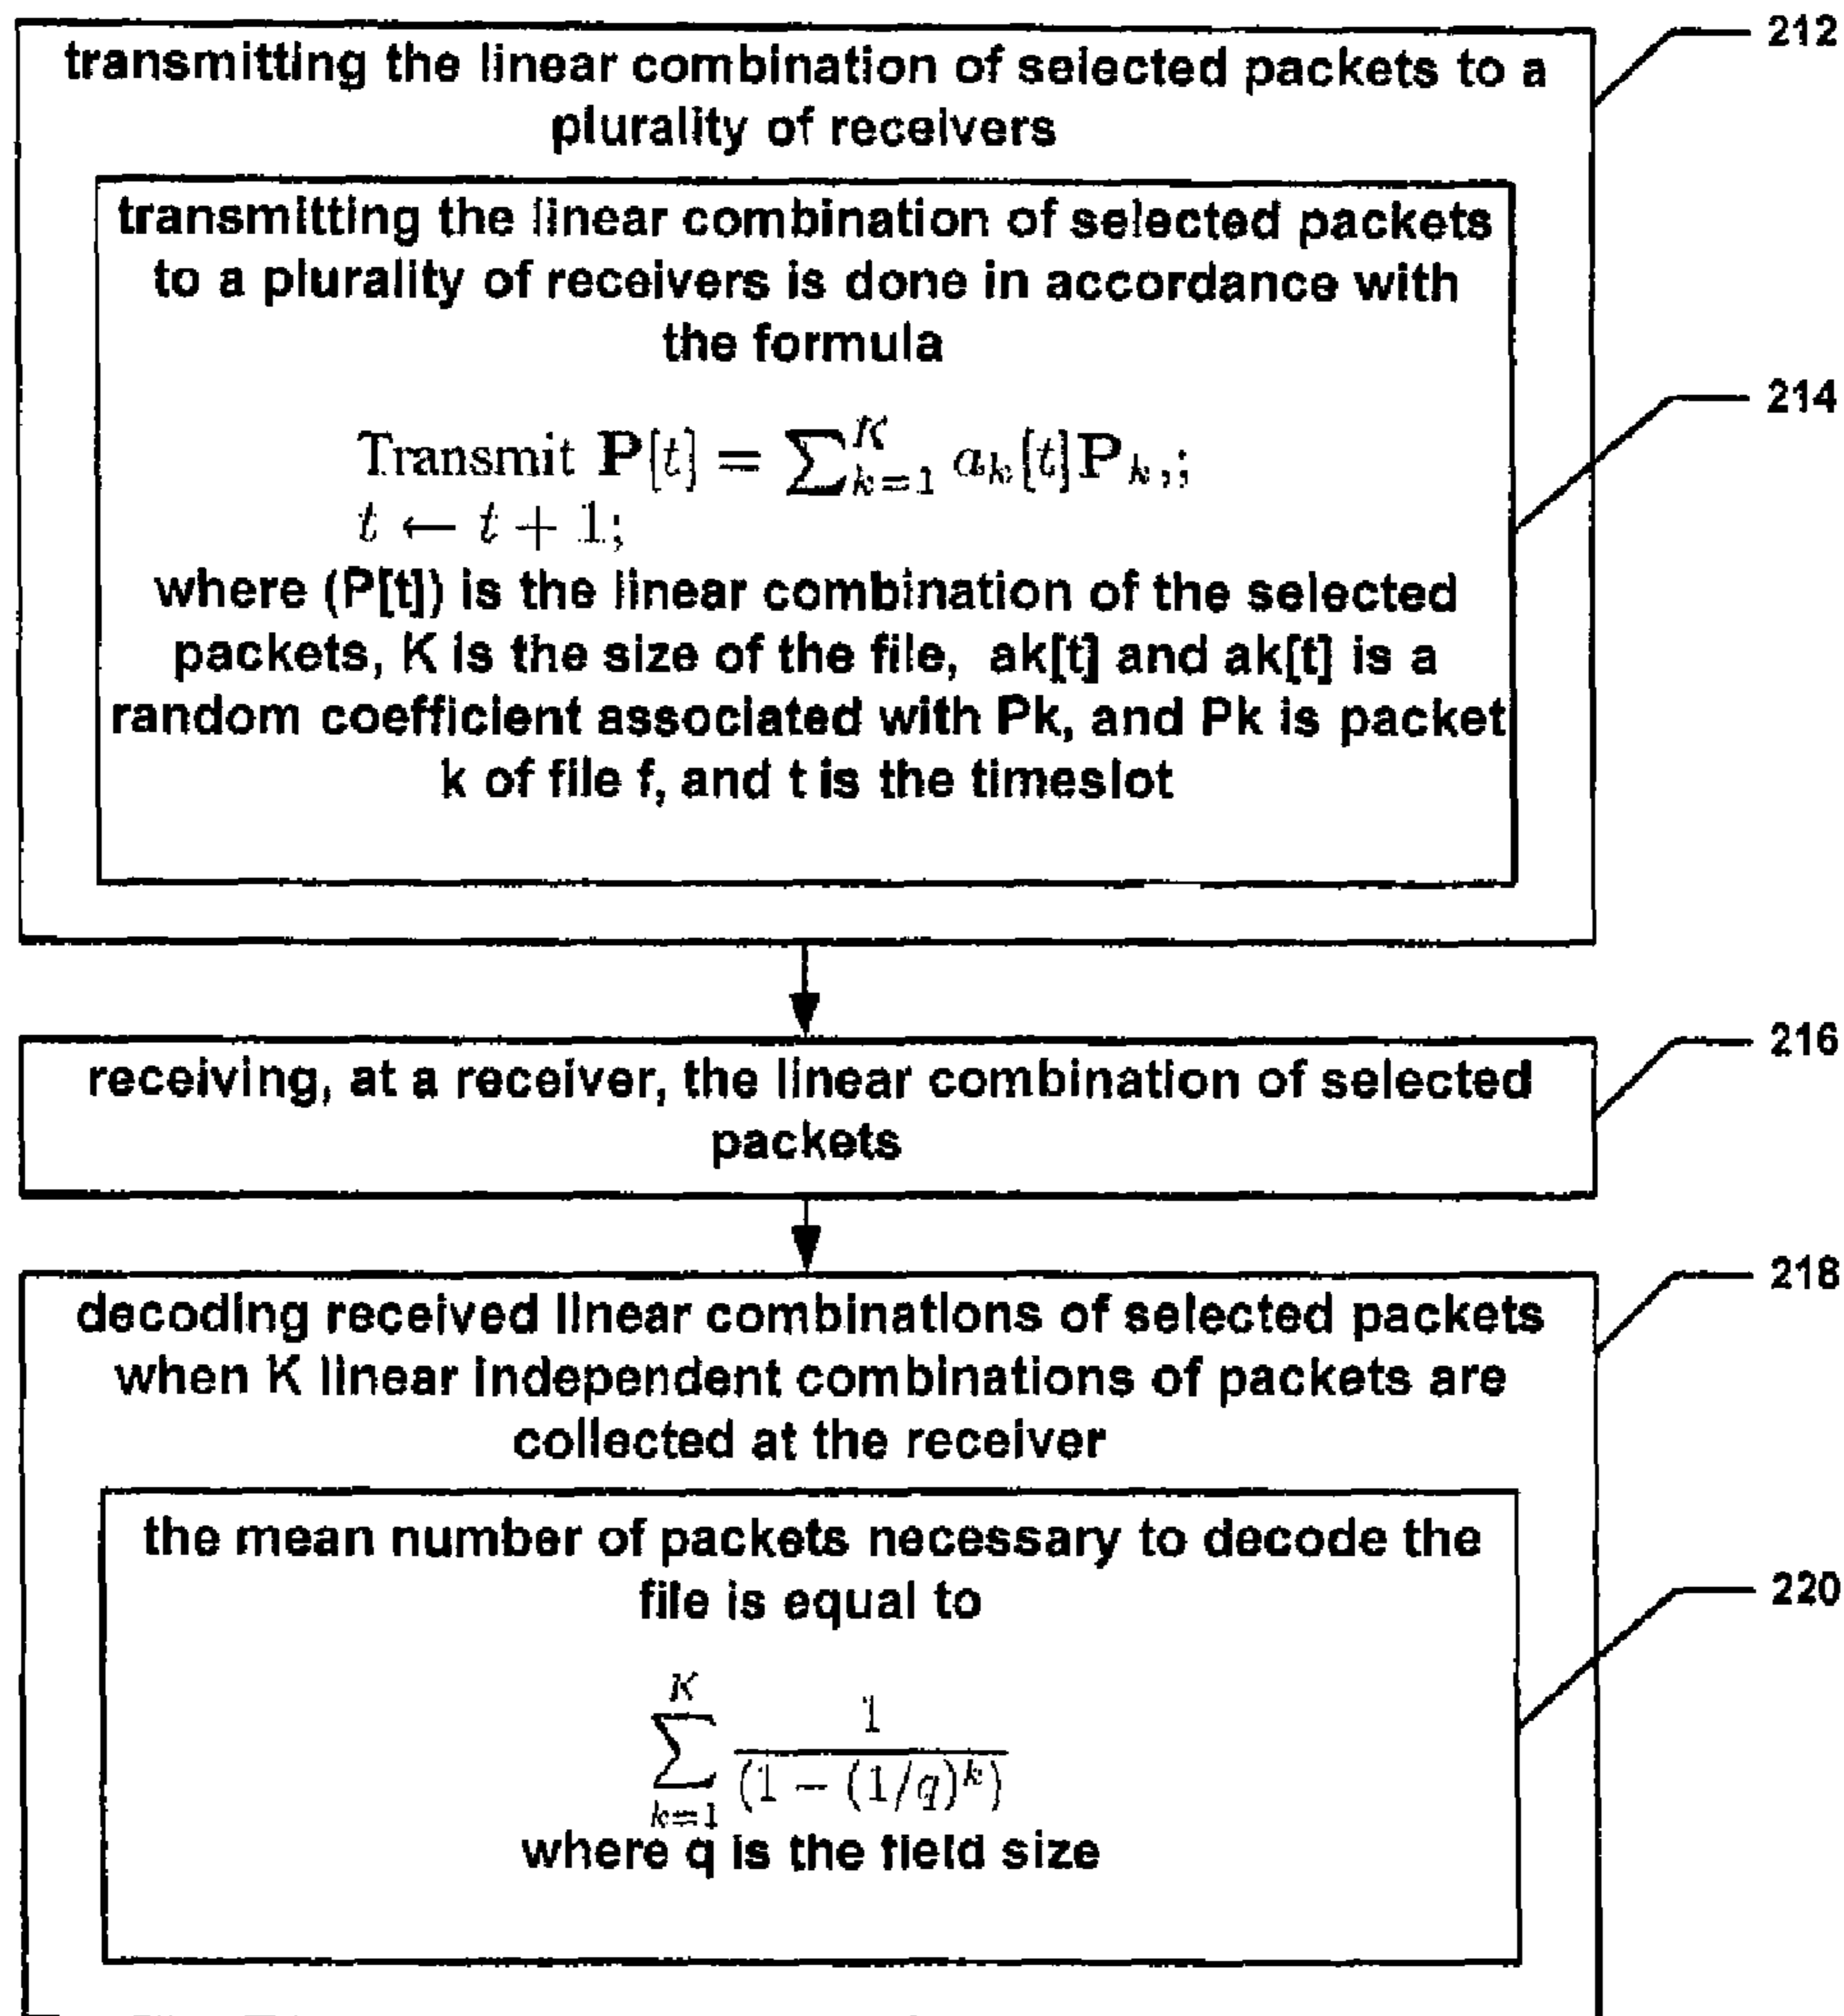 212
transmitting the linear combination of selected packets to a
plurality of receivers
transmitting the linear combination of selected packets
to a plurality of receivers is done in accordance with
the formula
214
Transmit P[t] = ∑_{k=1}^{K} a_k[t]P_k,;
t ← t + 1;
where (P[t]) is the linear combination of the selected
packets, K is the size of the file, ak[t] and ak[t] is a
random coefficient associated with Pk, and Pk is packet
k of file f, and t is the timeslot
216
receiving, at a receiver, the linear combination of selected
packets
218
decoding received linear combinations of selected packets
when K linear independent combinations of packets are
collected at the receiver
220
the mean number of packets necessary to decode the
file is equal to
∑_{k=1}^{K} 1/((1 − (1/q)^k)
where q is the field size